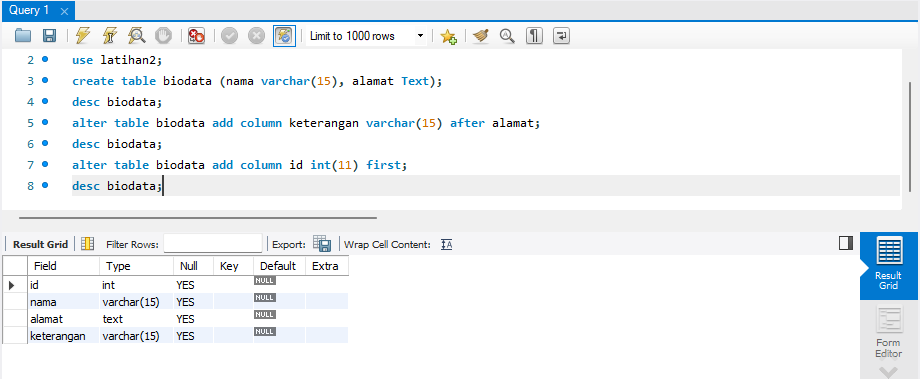 Query 1
Limit to 1000 rows
2 use latihan2;
3 create table biodata (nama varchar(15), alamat Text);
4 desc biodata;
5 alter table biodata add column keterangan varchar(15) after alamat;
6 desc biodata;
7 alter table biodata add column id int(11) first;
8 desc biodata;
Result Grid Filter Rows: Export: Wrap Cell Content:
Field Type Null Key Default Extra
id int YES NULL
nama varchar(15) YES NULL
alamat text YES NULL
keterangan varchar(15) YES NULL
Result
Grid
Form
Editor